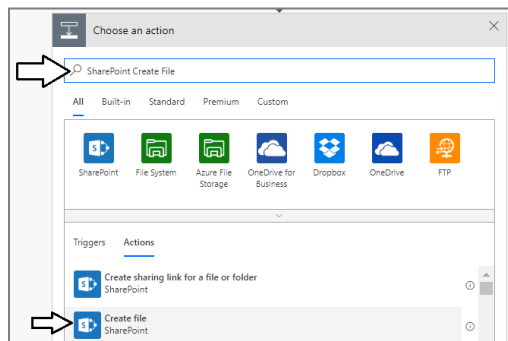 Choose an action
SharePoint Create File
All Built-in Standard Premium Custom
SharePoint File System Azure File Storage OneDrive for Business Dropbox OneDrive FTP
Triggers Actions
Create sharing link for a file or folder
SharePoint
Create file
SharePoint